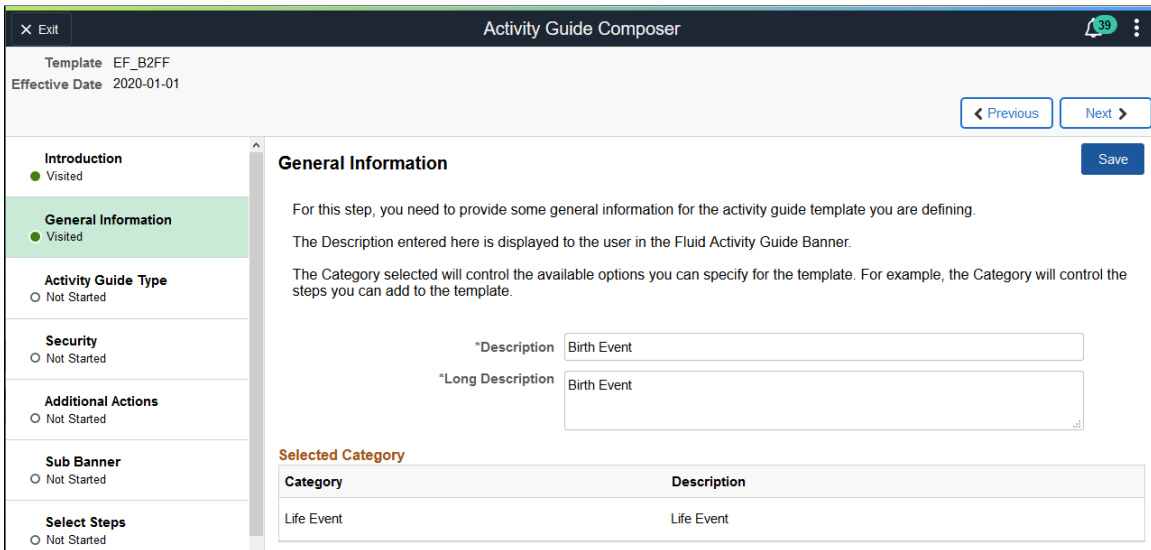 Exit
Activity Guide Composer
39
Template EF_B2FF
Effective Date 2020-01-01
Previous
Next
Introduction
Visited
General Information
Visited
Activity Guide Type
Not Started
Security
Not Started
Additional Actions
Not Started
Sub Banner
Not Started
Select Steps
Not Started
General Information
Save
For this step, you need to provide some general information for the activity guide template you are defining.
The Description entered here is displayed to the user in the Fluid Activity Guide Banner.
The Category selected will control the available options you can specify for the template. For example, the Category will control the
steps you can add to the template.
*Description Birth Event
*Long Description Birth Event
Selected Category
Category Description
Life Event Life Event